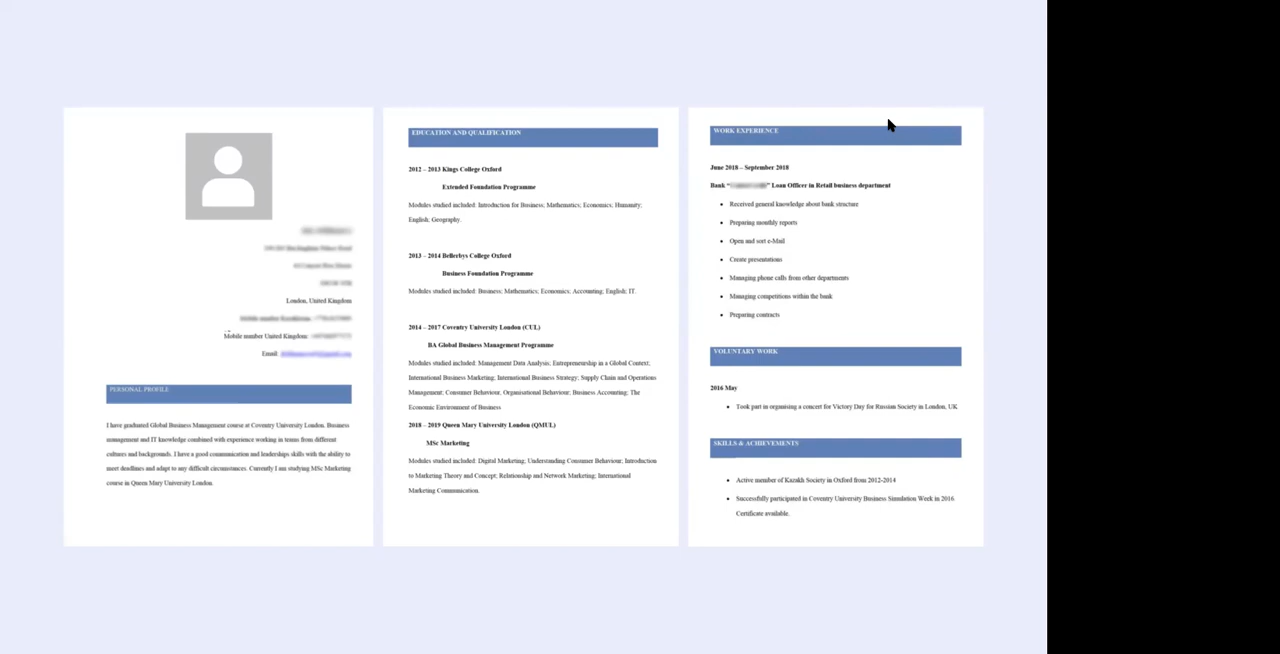 London, United Kingdom
Mobile number United Kingdom:
Email:
PERSONAL PROFILE
I have graduated Global Business Management course at Coventry University London. Business
management and IT knowledge combined with experience working in teams from different
cultures and backgrounds. I have a good communication and leaderships skills with the ability to
meet deadlines and adapt to any difficult circumstances. Currently I am studying MSc Marketing
course in Queen Mary University London.
EDUCATION AND QUALIFICATION
2012 – 2013 Kings College Oxford
Extended Foundation Programme
Modules studied included: Introduction for Business; Mathematics; Economics; Humanity;
English; Geography.
2013 – 2014 Bellerbys College Oxford
Business Foundation Programme
Modules studied included: Business; Mathematics; Economics; Accounting; English; IT.
2014 – 2017 Coventry University London (CUL)
BA Global Business Management Programme
Modules studied included: Management Data Analysis; Entrepreneurship in a Global Context;
International Business Marketing; International Business Strategy; Supply Chain and Operations
Management; Consumer Behaviour, Organisational Behaviour; Business Accounting; The
Economic Environment of Business
2018 – 2019 Queen Mary University London (QMUL)
MSc Marketing
Modules studied included: Digital Marketing; Understanding Consumer Behaviour; Introduction
to Marketing Theory and Concept; Relationship and Network Marketing; International
Marketing Communication.
WORK EXPERIENCE
June 2018 – September 2018
Bank “ ” Loan Officer in Retail business department
• Received general knowledge about bank structure
• Preparing monthly reports
• Open and sort e-Mail
• Create presentations
• Managing phone calls from other departments
• Managing competitions within the bank
• Preparing contracts
VOLUNTARY WORK
2016 May
• Took part in organising a concert for Victory Day for Russian Society in London, UK
SKILLS & ACHIEVEMENTS
• Active member of Kazakh Society in Oxford from 2012-2014
• Successfully participated in Coventry University Business Simulation Week in 2016
Certificate available.